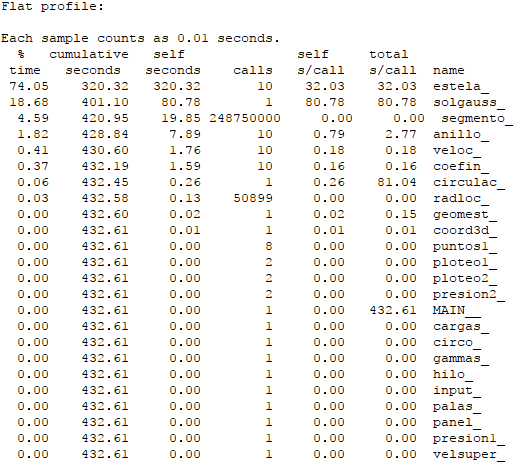 Flat profile:

Each sample counts as 0.01 seconds.
  %   cumulative   self              self     total
 time   seconds   seconds    calls   s/call   s/call  name
 74.05    320.32   320.32        10    32.03    32.03  estela_
 18.68    401.10    80.78         1    80.78    80.78  solgauss_
  4.59    420.95    19.85 248750000     0.00     0.00  segmento_
  1.82    428.84     7.89        10     0.79     2.77  anillo_
  0.41    430.60     1.76        10     0.18     0.18  veloc_
  0.37    432.19     1.59        10     0.16     0.16  coefin_
  0.06    432.45     0.26         1     0.26    81.04  circulac_
  0.03    432.58     0.13     50899     0.00     0.00  radloc_
  0.00    432.60     0.02         1     0.02     0.15  geomest_
  0.00    432.61     0.01         1     0.01     0.01  coord3d_
  0.00    432.61     0.00         8     0.00     0.00  puntos1_
  0.00    432.61     0.00         2     0.00     0.00  ploteo1_
  0.00    432.61     0.00         2     0.00     0.00  ploteo2_
  0.00    432.61     0.00         2     0.00     0.00  presion2_
  0.00    432.61     0.00         1     0.00   432.61  MAIN__
  0.00    432.61     0.00         1     0.00     0.00  cargas_
  0.00    432.61     0.00         1     0.00     0.00  circo_
  0.00    432.61     0.00         1     0.00     0.00  gammas_
  0.00    432.61     0.00         1     0.00     0.00  hilo_
  0.00    432.61     0.00         1     0.00     0.00  input_
  0.00    432.61     0.00         1     0.00     0.00  palas_
  0.00    432.61     0.00         1     0.00     0.00  panel_
  0.00    432.61     0.00         1     0.00     0.00  presion1_
  0.00    432.61     0.00         1     0.00     0.00  velsuper_